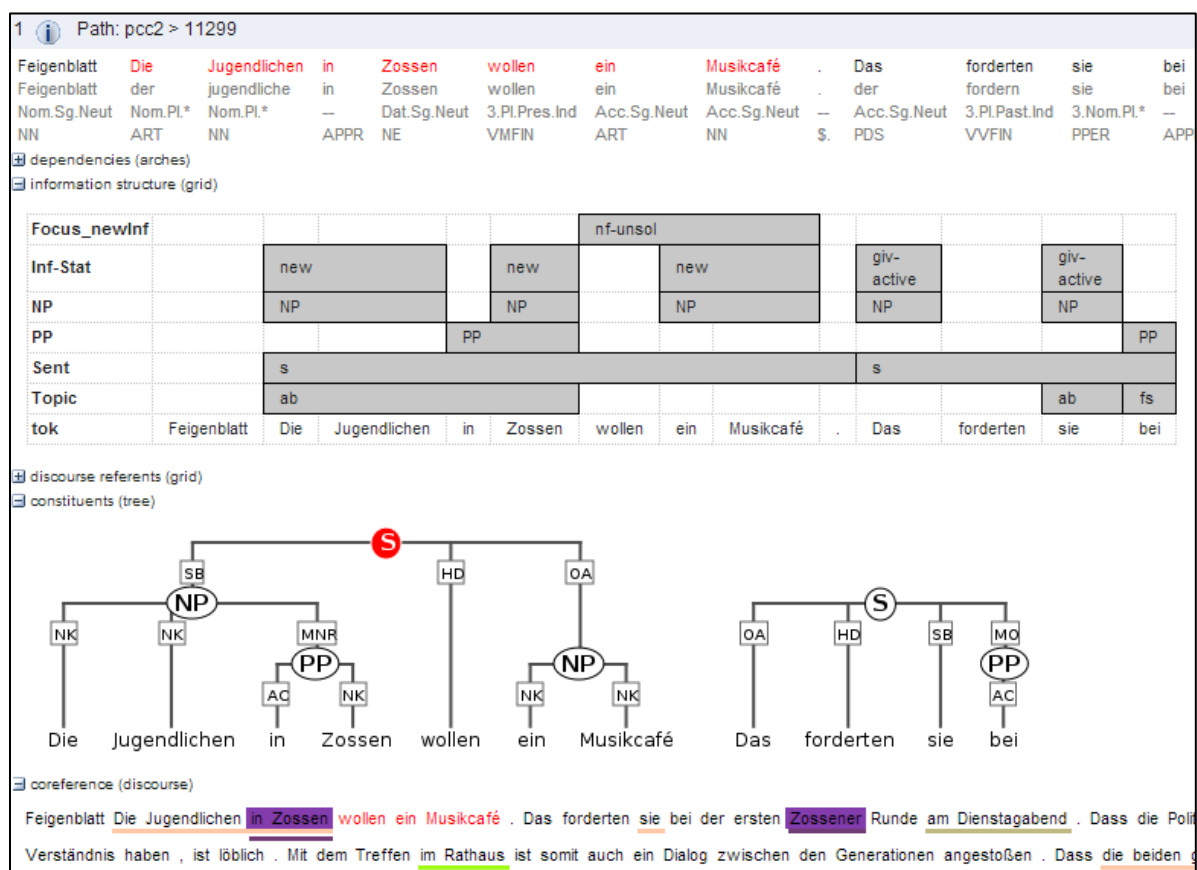 1 Path: pcc2 > 11299
Feigenblatt Die Jugendlichen in Zossen wollen ein Musikcafé . Das forderten sie bei
Feigenblatt der jugendliche in Zossen wollen ein Musikcafé . der fordern sie bei
Nom.Sg.Neut Nom.Pl.* Nom.Pl.* -- Dat.Sg.Neut 3.Pl.Pres.Ind Acc.Sg.Neut Acc.Sg.Neut -- Acc.Sg.Neut 3.Pl.Past.Ind 3.Nom.Pl.* --
NN ART NN APPR NE VMFIN ART NN $. PDS VVFIN PPER APP
dependencies (arches)
information structure (grid)
Focus_newInf nf-unsol
Inf-Stat new new new giv-active giv-active
NP NP NP NP NP NP
PP PP PP
Sent s s
Topic ab ab fs
tok Feigenblatt Die Jugendlichen in Zossen wollen ein Musikcafé . Das forderten sie bei
discourse referents (grid)
constituents (tree)
S
SB HD OA
NP S
NK NK MNR OA HD SB MO
PP NP PP
AC NK NK NK AC
Die Jugendlichen in Zossen wollen ein Musikcafé Das forderten sie bei
coreference (discourse)
Feigenblatt Die Jugendlichen in Zossen wollen ein Musikcafé . Das forderten sie bei der ersten Zossener Runde am Dienstagabend . Dass die Polit
Verständnis haben , ist löblich . Mit dem Treffen im Rathaus ist somit auch ein Dialog zwischen den Generationen angestoßen . Dass die beiden g